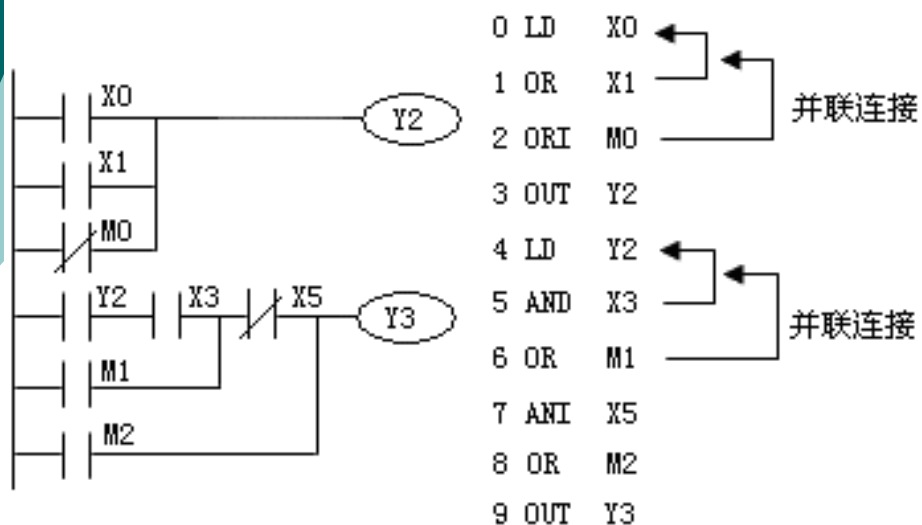 X0
Y2
X1
M0
Y2 X3 X5
Y3
M1
M2
0 LD X0
1 OR X1
2 ORI M0
并联连接
3 OUT Y2
4 LD Y2
5 AND X3
并联连接
6 OR M1
7 ANI X5
8 OR M2
9 OUT Y3